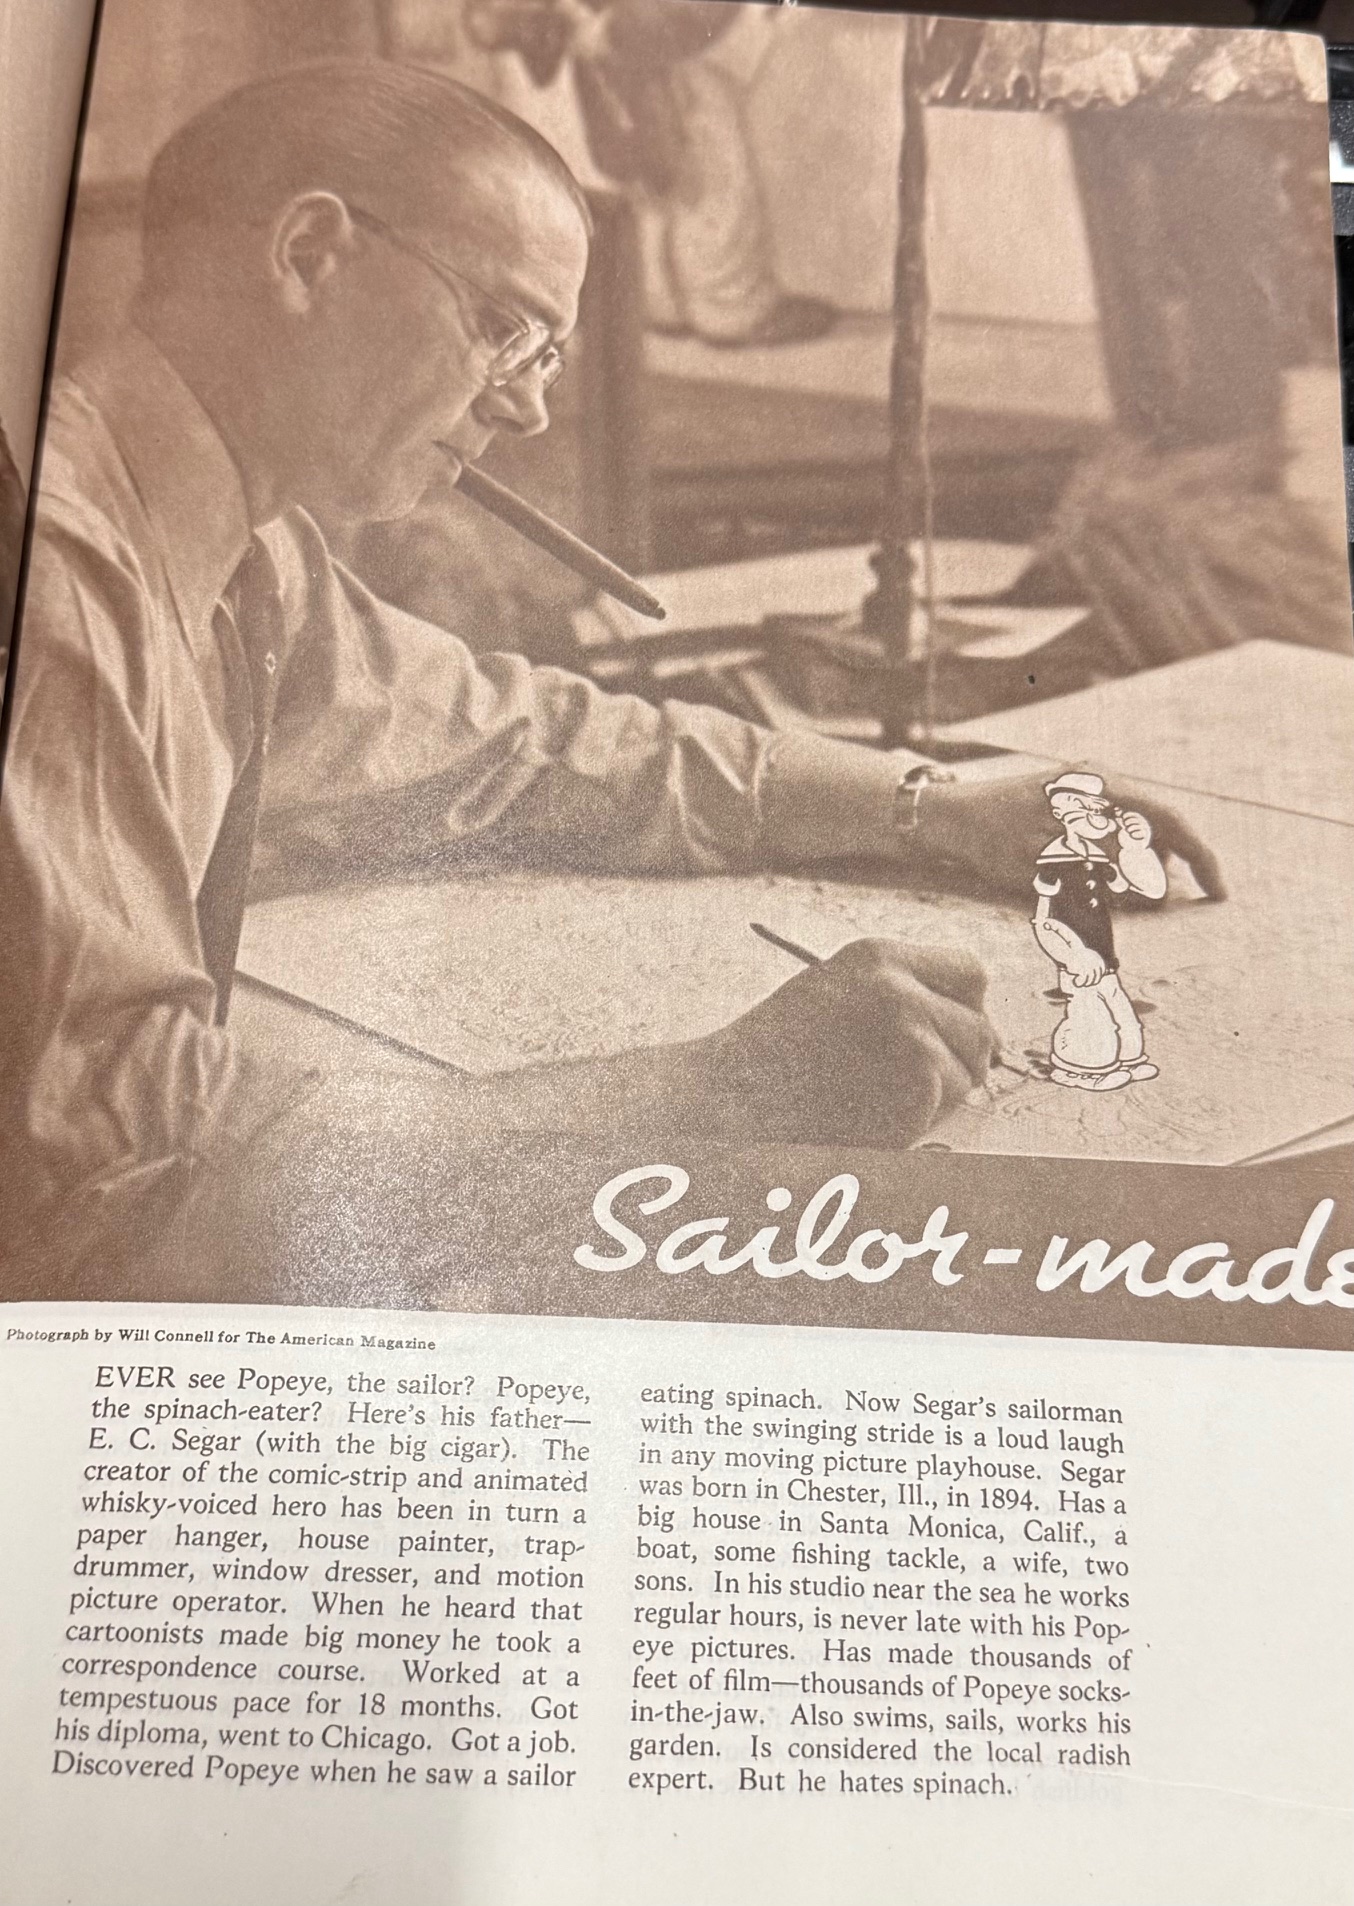 Sailor-made
Photograph by Will Connell for The American Magazine
EVER see Popeye, the sailor? Popeye,
the spinach-eater? Here's his father—
E. C. Segar (with the big cigar). The
creator of the comic-strip and animated
whisky-voiced hero has been in turn a
paper hanger, house painter, trap-
drummer, window dresser, and motion
picture operator. When he heard that
cartoonists made big money he took a
correspondence course. Worked at a
tempestuous pace for 18 months. Got
his diploma, went to Chicago. Got a job.
Discovered Popeye when he saw a sailor
eating spinach. Now Segar's sailorman
with the swinging stride is a loud laugh
in any moving picture playhouse. Segar
was born in Chester, Ill., in 1894. Has a
big house in Santa Monica, Calif., a
boat, some fishing tackle, a wife, two
sons. In his studio near the sea he works
regular hours, is never late with his Pop-
eye pictures. Has made thousands of
feet of film—thousands of Popeye socks-
in-the-jaw. Also swims, sails, works his
garden. Is considered the local radish
expert. But he hates spinach.